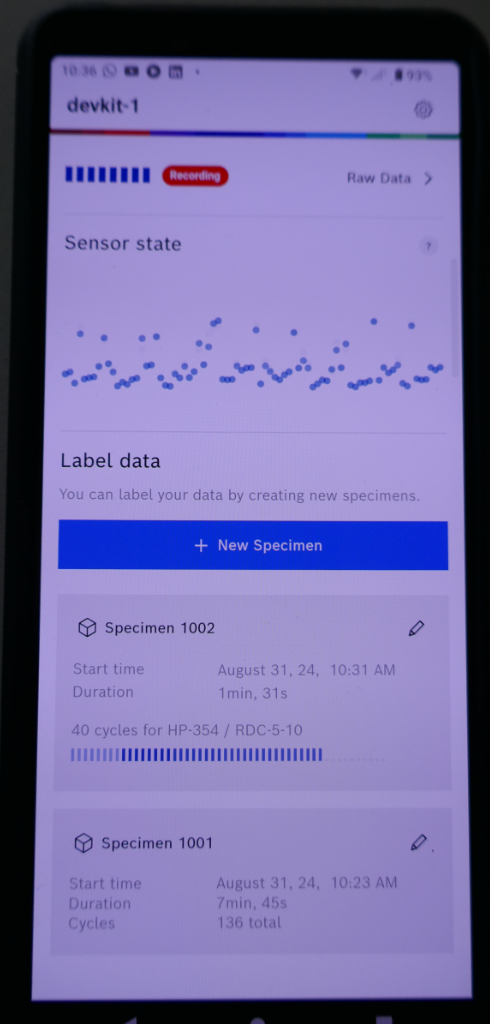 10:36 93%
devkit-1
Recording Raw Data
Sensor state ?
Label data
You can label your data by creating new specimens.
+ New Specimen
Specimen 1002
Start time August 31, 24, 10:31 AM
Duration 1min, 31s
40 cycles for HP-354 / RDC-5-10
Specimen 1001
Start time August 31, 24, 10:23 AM
Duration 7min, 45s
Cycles 136 total